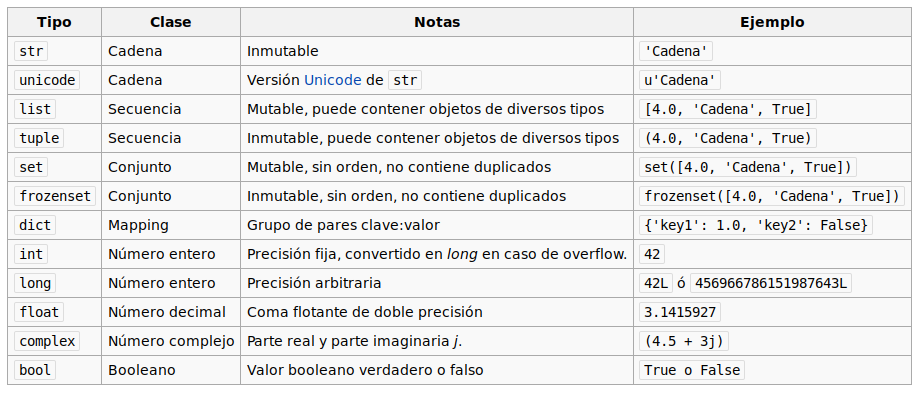 Tipo Clase Notas Ejemplo
str Cadena Inmutable 'Cadena'
unicode Cadena Versión Unicode de str u'Cadena'
list Secuencia Mutable, puede contener objetos de diversos tipos [4.0, 'Cadena', True]
tuple Secuencia Inmutable, puede contener objetos de diversos tipos (4.0, 'Cadena', True)
set Conjunto Mutable, sin orden, no contiene duplicados set([4.0, 'Cadena', True])
frozenset Conjunto Inmutable, sin orden, no contiene duplicados frozenset([4.0, 'Cadena', True])
dict Mapping Grupo de pares clave:valor {'key1': 1.0, 'key2': False}
int Número entero Precisión fija, convertido en long en caso de overflow. 42
long Número entero Precisión arbitraria 42L ó 456966786151987643L
float Número decimal Coma flotante de doble precisión 3.1415927
complex Número complejo Parte real y parte imaginaria j. (4.5 + 3j)
bool Booleano Valor booleano verdadero o falso True o False